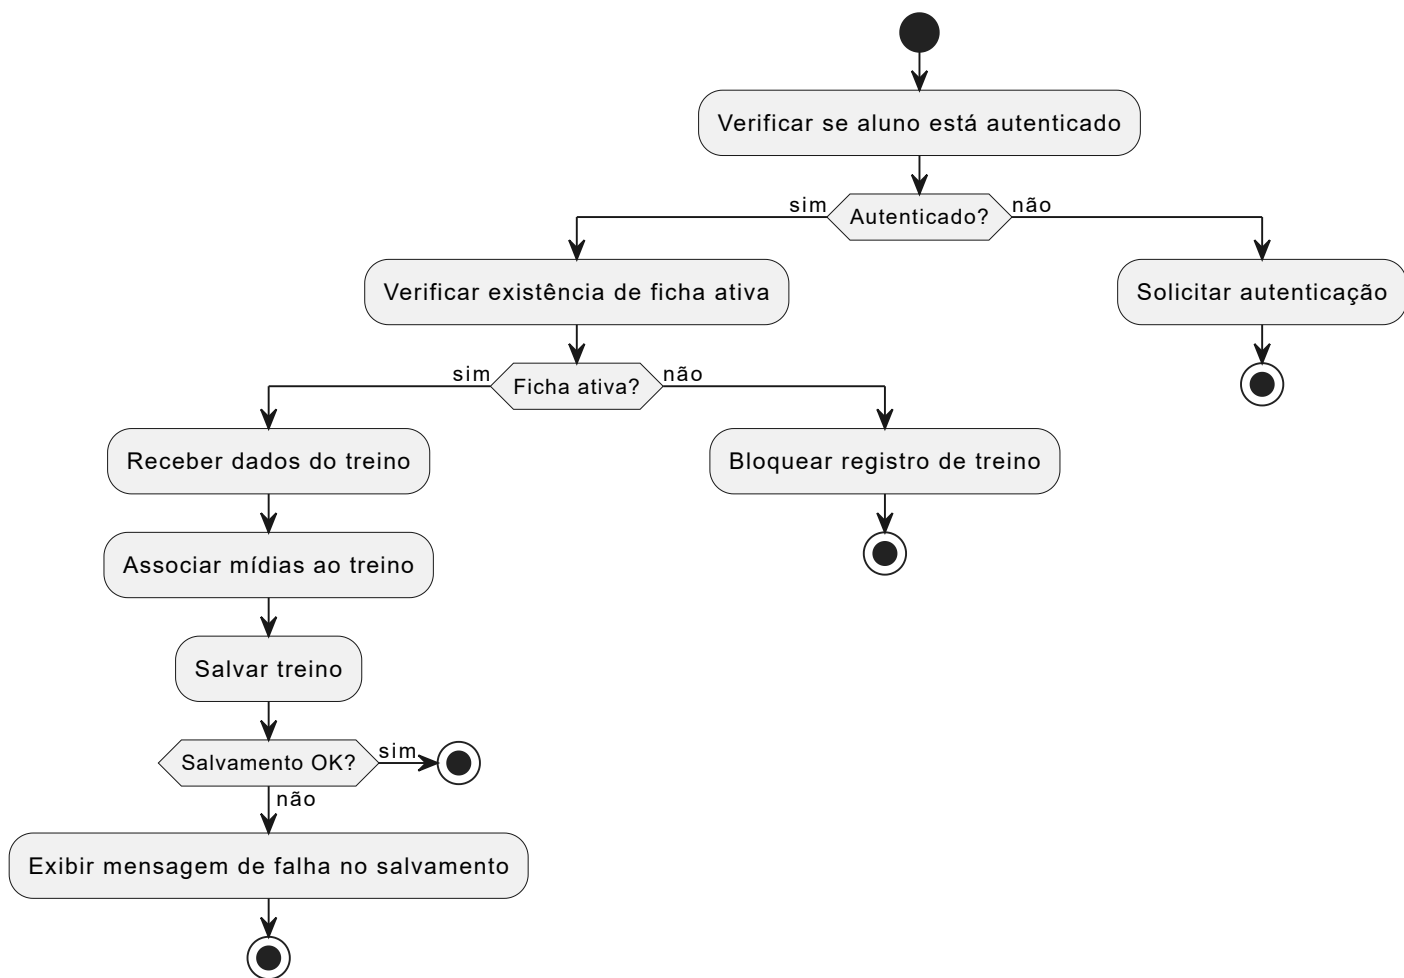 Verificar se aluno está autenticado
sim
Autenticado?
não
Verificar existência de ficha ativa
Solicitar autenticação
sim
Ficha ativa?
não
Receber dados do treino
Bloquear registro de treino
Associar mídias ao treino
Salvar treino
Salvamento OK?
sim
não
Exibir mensagem de falha no salvamento